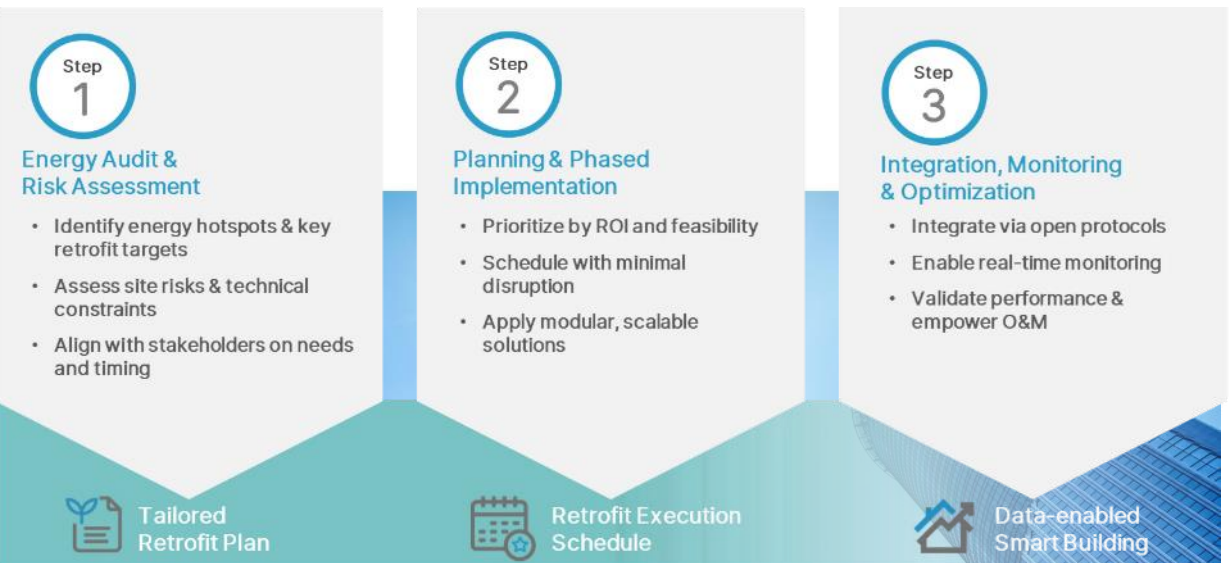 Step
1
Energy Audit &
Risk Assessment
• Identify energy hotspots & key
retrofit targets
• Assess site risks & technical
constraints
• Align with stakeholders on needs
and timing
Tailored
Retrofit Plan
Step
2
Planning & Phased
Implementation
• Prioritize by ROI and feasibility
• Schedule with minimal
disruption
• Apply modular, scalable
solutions
Retrofit Execution
Schedule
Step
3
Integration, Monitoring
& Optimization
• Integrate via open protocols
• Enable real-time monitoring
• Validate performance &
empower O&M
Data-enabled
Smart Building